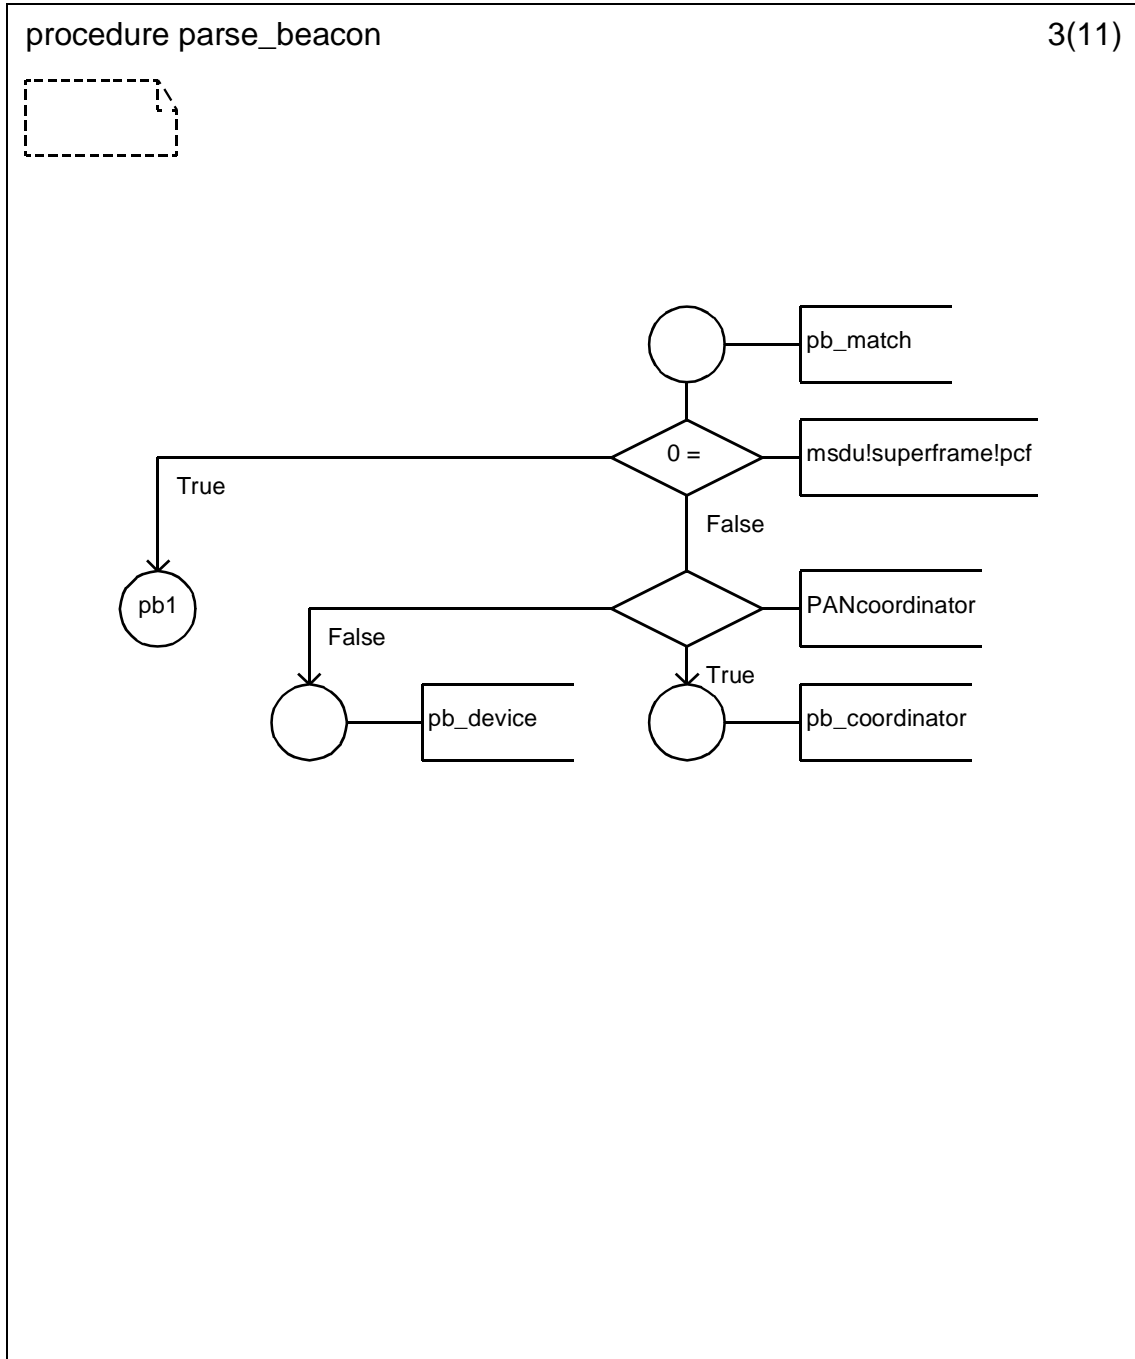 procedure parse_beacon
3(11)
pb_match
0 =
msdu!superframe!pcf
True
False
pb1
PANcoordinator
False
True
pb_device
pb_coordinator